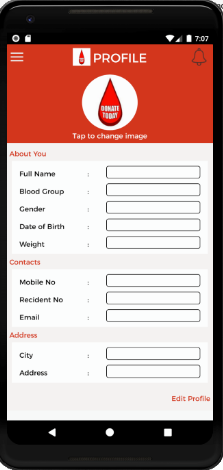 7:07
PROFILE
DONATE
TODAY
Tap to change image
About You
Full Name :
Blood Group :
Gender :
Date of Birth :
Weight :
Contacts
Mobile No :
Recident No :
Email :
Address
City :
Address :
Edit Profile